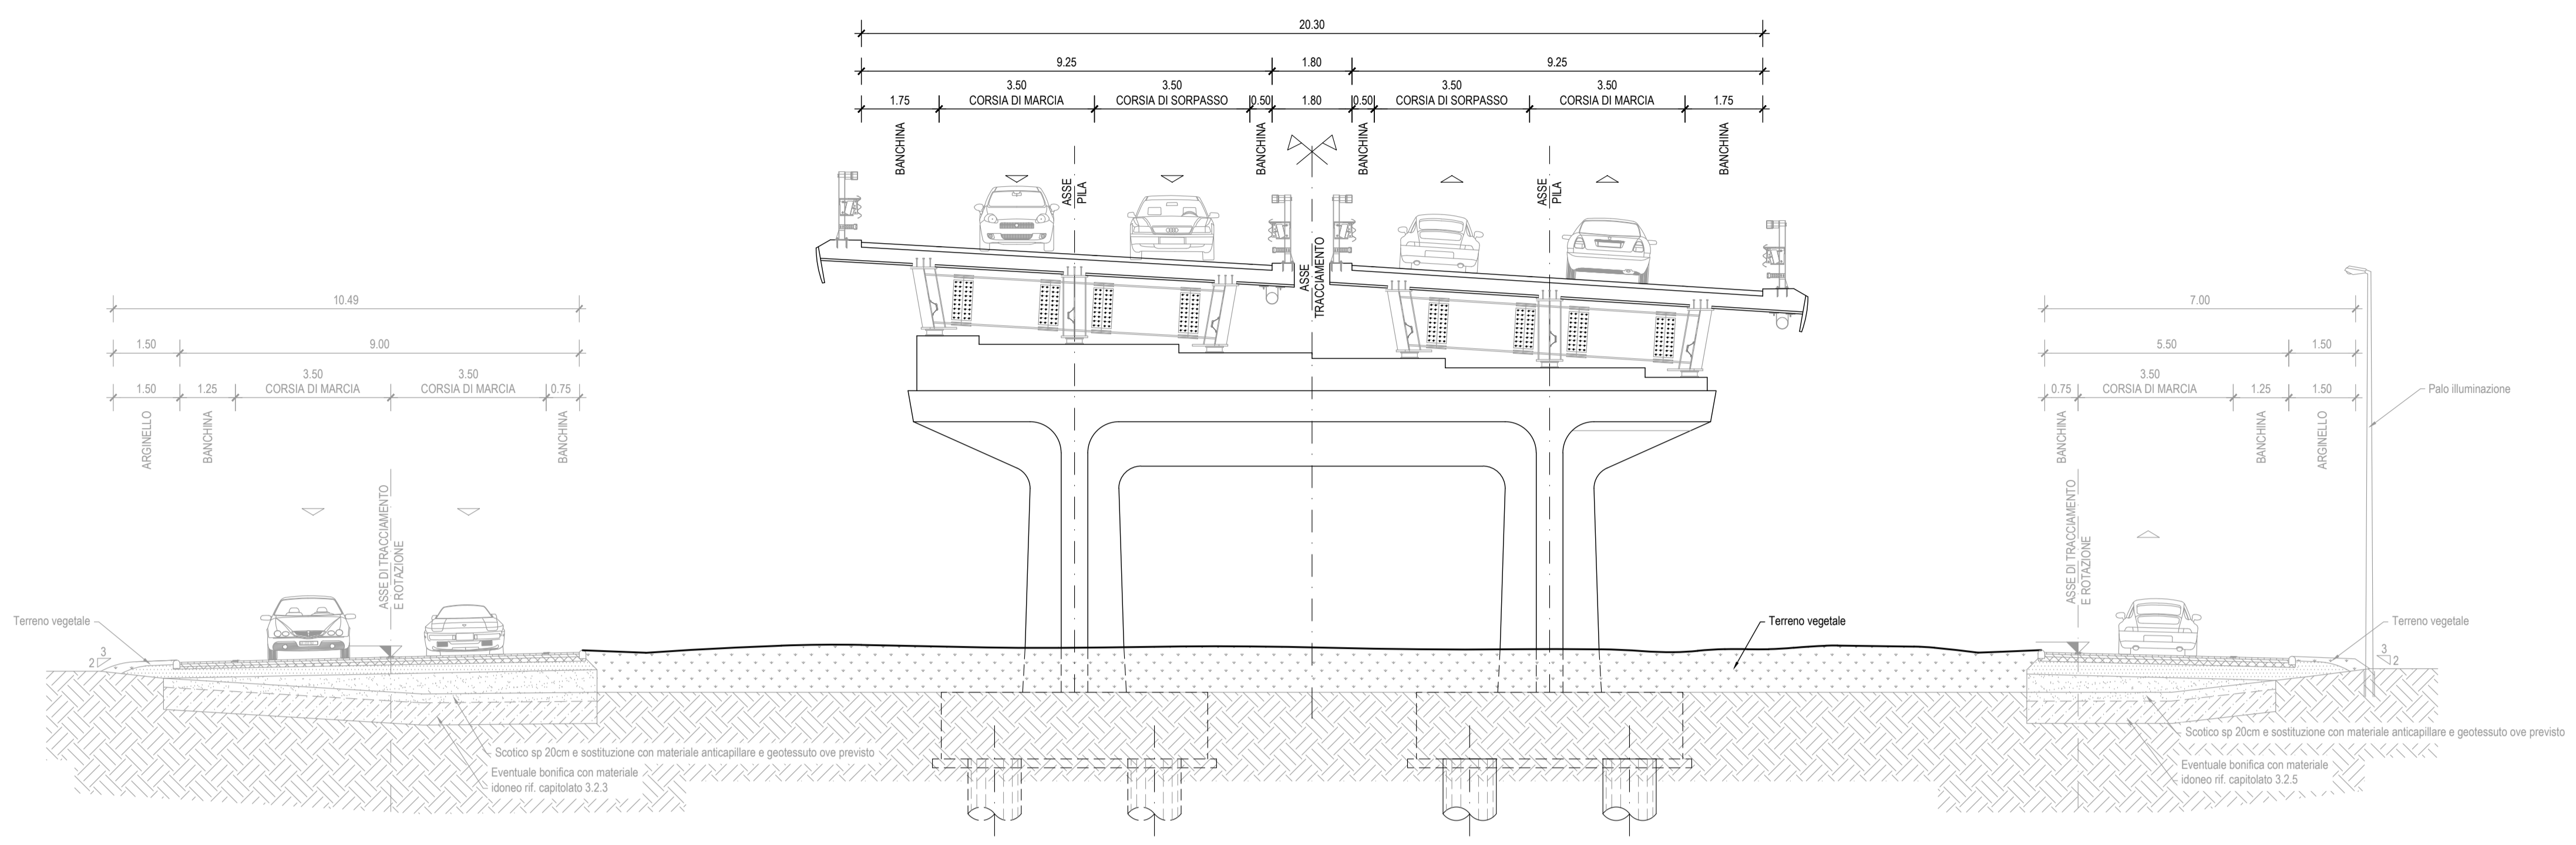 20.30
9.25 1.80 9.25
3.50 3.50 3.50 3.50
1.75 CORSIA DI MARCIA CORSIA DI SORPASSO 0.50 1.80 0.50 CORSIA DI SORPASSO CORSIA DI MARCIA 1.75
BANCHINA
BANCHINA
BANCHINA
BANCHINA
ASSE
PILA
ASSE
PILA
ASSE
TRACCIAMENTO
10.49
1.50 9.00
3.50 3.50
1.50 1.25 CORSIA DI MARCIA CORSIA DI MARCIA 0.75
ARGINELLO
BANCHINA
BANCHINA
ASSE DI TRACCIAMENTO
E ROTAZIONE
Terreno vegetale
3
2
Scotico sp 20cm e sostituzione con materiale anticapillare e geotessuto ove previsto
Eventuale bonifica con materiale
idoneo rif. capitolato 3.2.3
Terreno vegetale
7.00
5.50 1.50
3.50
0.75 CORSIA DI MARCIA 1.25 1.50
BANCHINA
BANCHINA
ARGINELLO
Palo illuminazione
ASSE DI TRACCIAMENTO
E ROTAZIONE
Terreno vegetale
3
2
Scotico sp 20cm e sostituzione con materiale anticapillare e geotessuto ove previsto
Eventuale bonifica con materiale
idoneo rif. capitolato 3.2.5